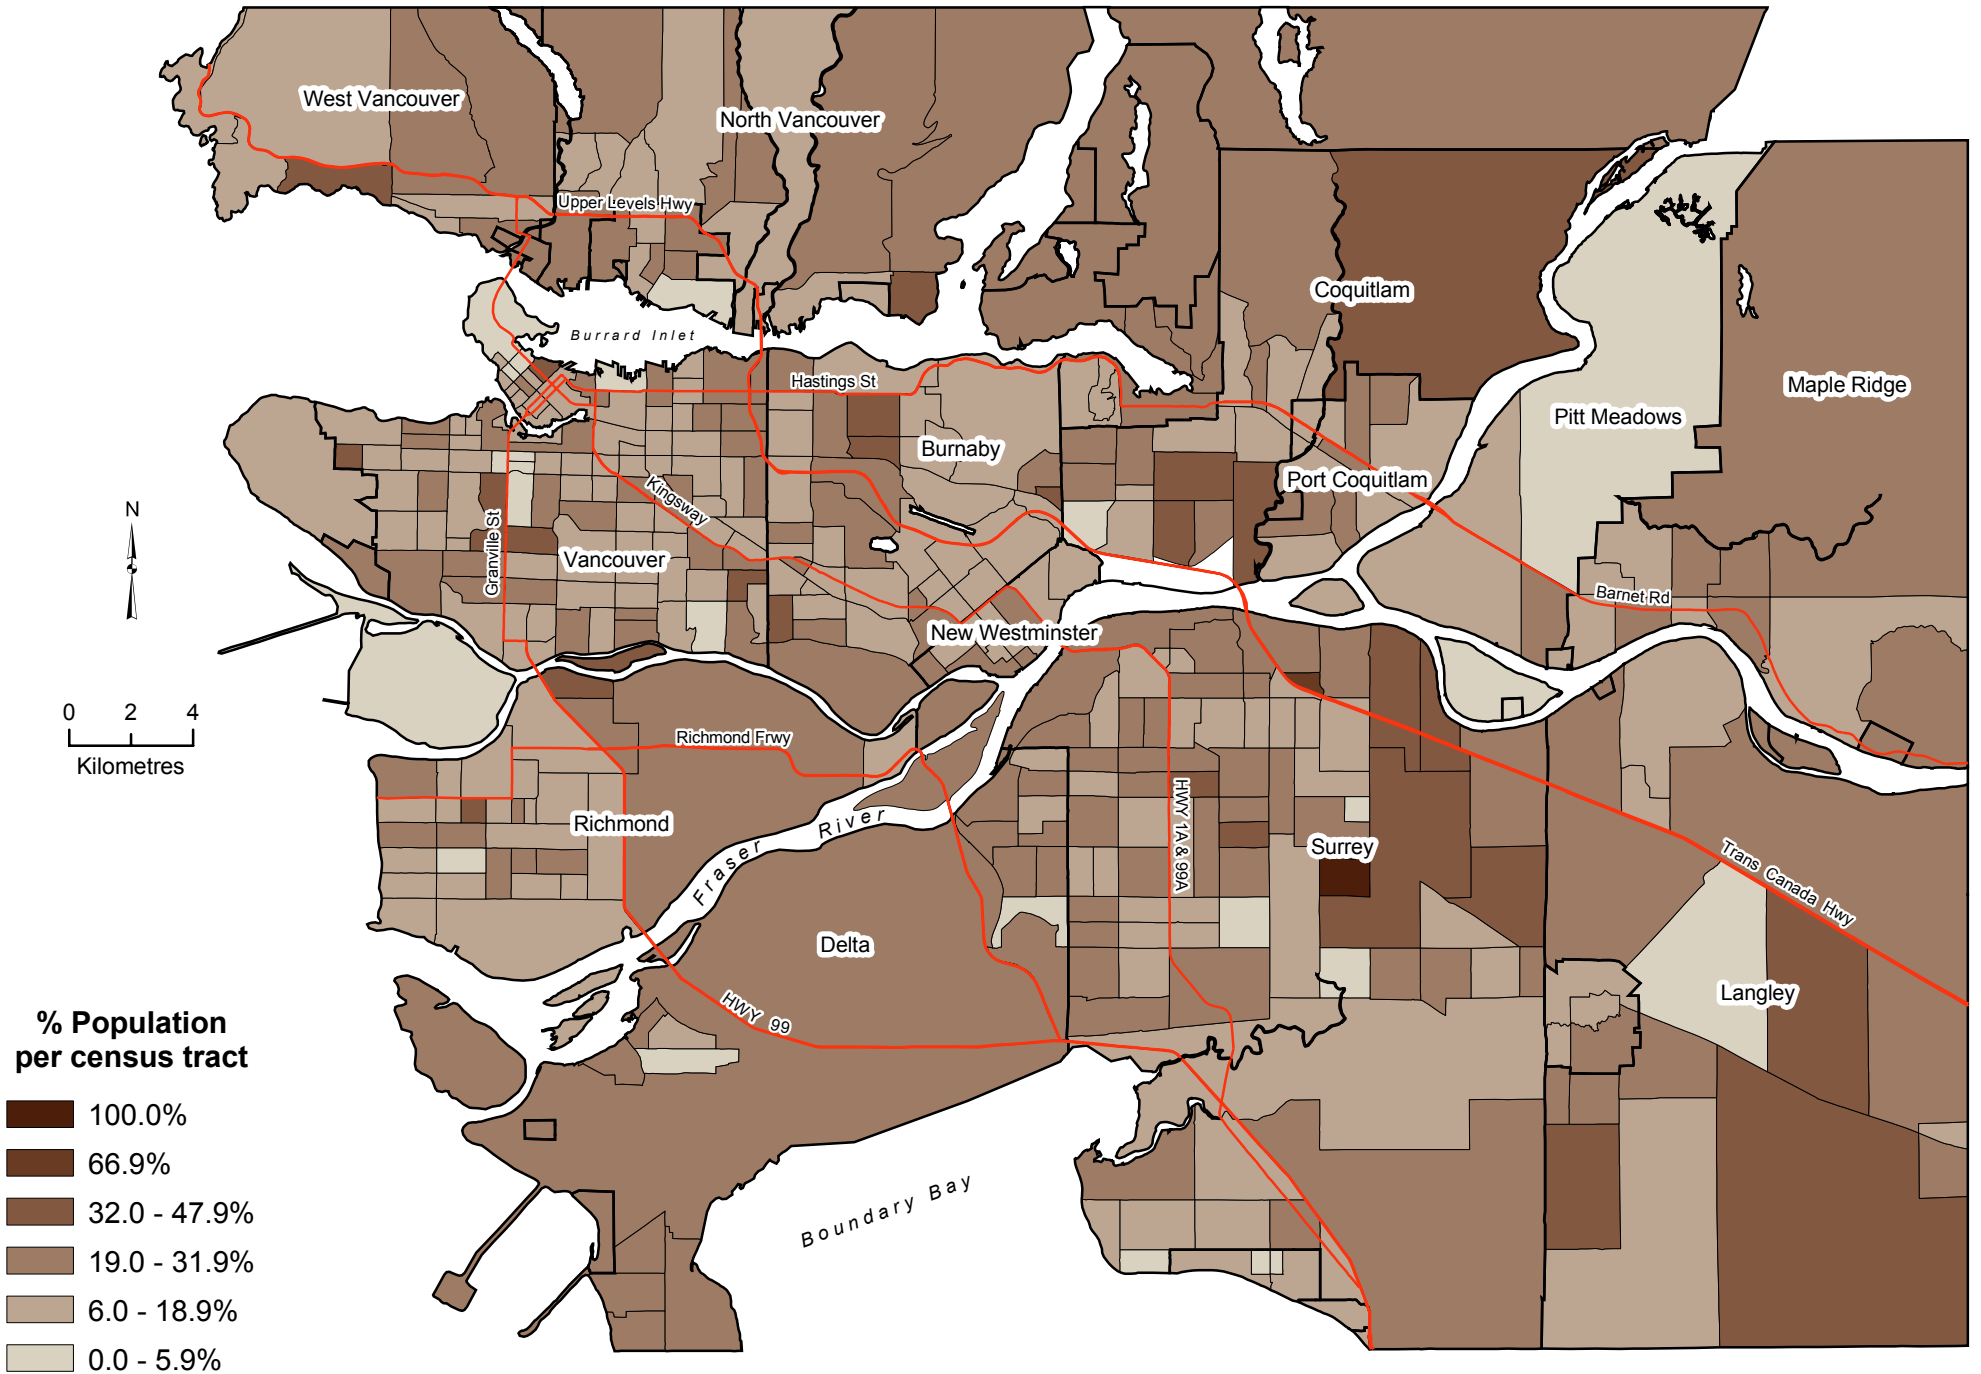 West Vancouver
North Vancouver
Upper Levels Hwy
Coquitlam
Burrard Inlet
Hastings St
Maple Ridge
Pitt Meadows
Burnaby
Port Coquitlam
Kingsway
N
Granville St
Vancouver
Barnet Rd
New Westminster
0 2 4
Kilometres
Richmond Frwy
HWY 1A & 99A
Richmond
Fraser River
Surrey
Trans Canada Hwy
Delta
Langley
HWY 99
Boundary Bay
% Population
per census tract
100.0%
66.9%
32.0 - 47.9%
19.0 - 31.9%
6.0 - 18.9%
0.0 - 5.9%